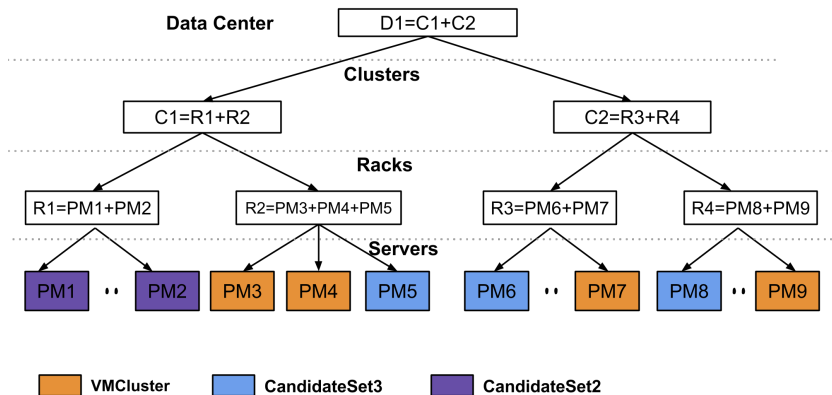 Data Center
D1=C1+C2
Clusters
C1=R1+R2
C2=R3+R4
Racks
R1=PM1+PM2
R2=PM3+PM4+PM5
R3=PM6+PM7
R4=PM8+PM9
Servers
PM1
PM2
PM3
PM4
PM5
PM6
PM7
PM8
PM9
VMCluster
CandidateSet3
CandidateSet2